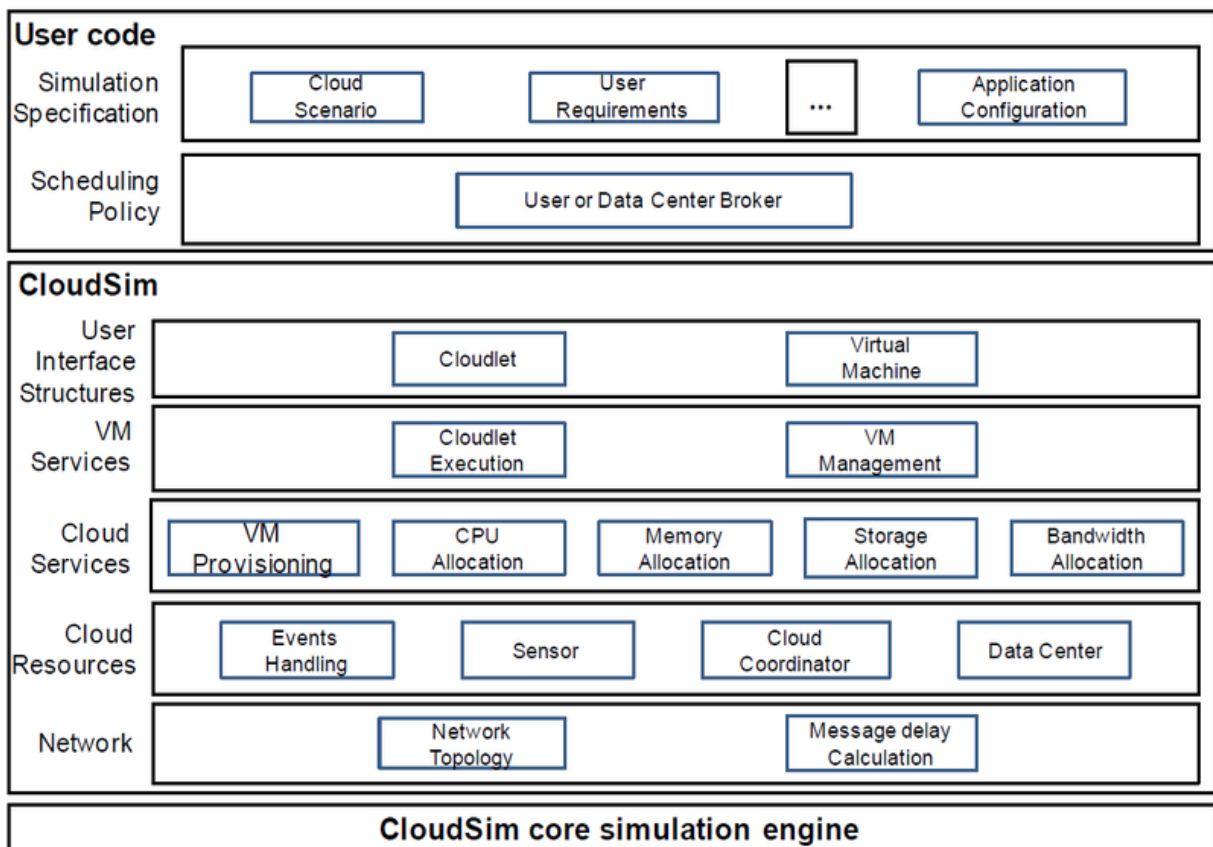 User code
Simulation
Specification
Cloud
Scenario
User
Requirements
...
Application
Configuration
Scheduling
Policy
User or Data Center Broker
CloudSim
User
Interface
Structures
Cloudlet
Virtual
Machine
VM
Services
Cloudlet
Execution
VM
Management
Cloud
Services
VM
Provisioning
CPU
Allocation
Memory
Allocation
Storage
Allocation
Bandwidth
Allocation
Cloud
Resources
Events
Handling
Sensor
Cloud
Coordinator
Data Center
Network
Network
Topology
Message delay
Calculation
CloudSim core simulation engine